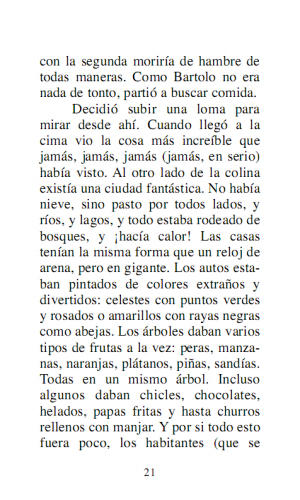 con la segunda moriría de hambre de
todas maneras. Como Bartolo no era
nada de tonto, partió a buscar comida.
Decidió subir una loma para
mirar desde ahí. Cuando llegó a la
cima vio la cosa más increíble que
jamás, jamás, jamás (jamás, en serio)
había visto. Al otro lado de la colina
existía una ciudad fantástica. No había
nieve, sino pasto por todos lados, y
ríos, y lagos, y todo estaba rodeado de
bosques, y ¡hacía calor! Las casas
tenían la misma forma que un reloj de
arena, pero en gigante. Los autos esta-
ban pintados de colores extraños y
divertidos: celestes con puntos verdes
y rosados o amarillos con rayas negras
como abejas. Los árboles daban varios
tipos de frutas a la vez: peras, manza-
nas, naranjas, plátanos, piñas, sandías.
Todas en un mismo árbol. Incluso
algunos daban chicles, chocolates,
helados, papas fritas y hasta churros
rellenos con manjar. Y por si todo esto
fuera poco, los habitantes (que se
21